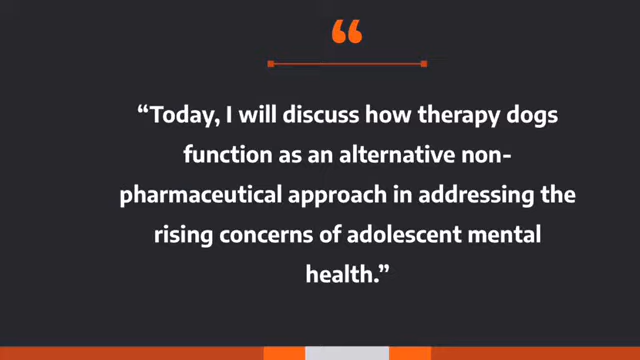 “
“Today, I will discuss how therapy dogs
function as an alternative non-
pharmaceutical approach in addressing the
rising concerns of adolescent mental
health.”